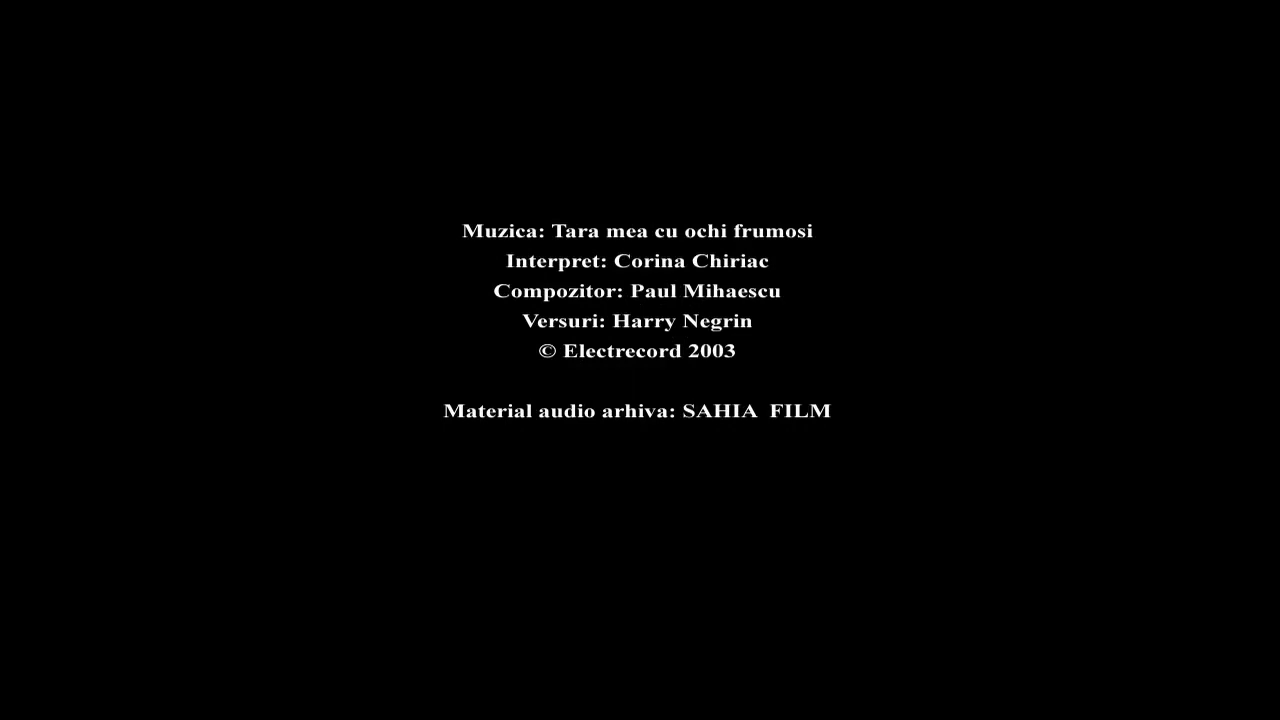 Muzica: Tara mea cu ochi frumosi
Interpret: Corina Chiriac
Compozitor: Paul Mihaescu
Versuri: Harry Negrin
© Electrecord 2003
Material audio arhiva: SAHIA  FILM